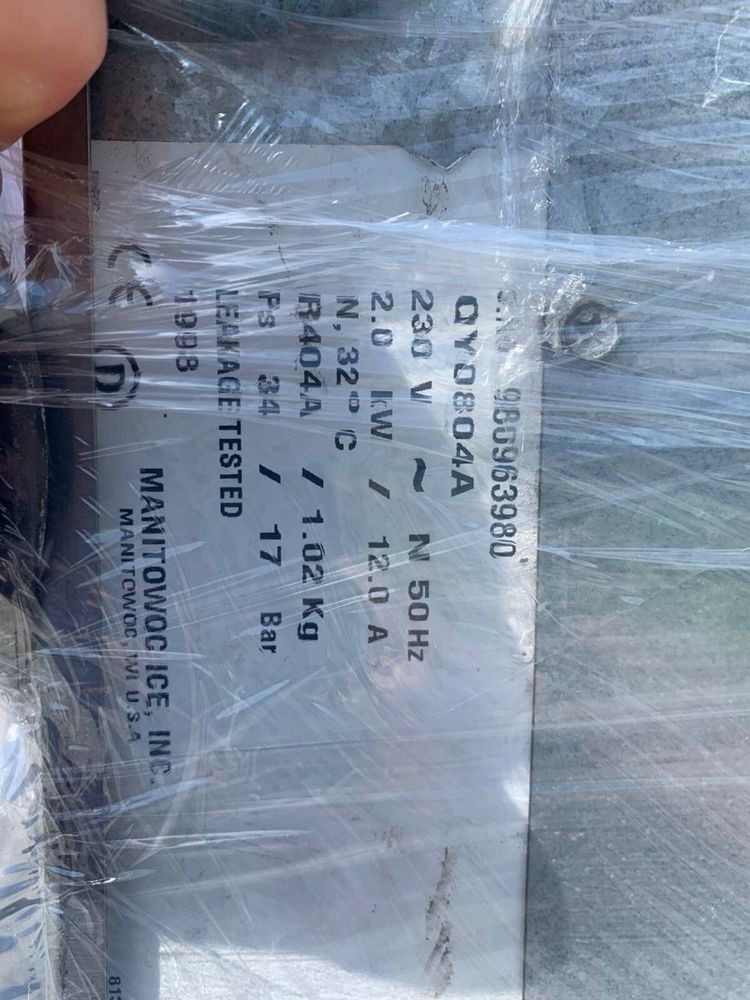 980963980
QY0804A
230 V ~ N 50 Hz
2.0 kW / 12.0 A
N, 32° C
R404A / 1.02 Kg
Ps 34 / 17 Bar
LEAKAGE TESTED
1998
CE D
MANITOWOC ICE, INC.
MANITOWOC, WI U.S.A